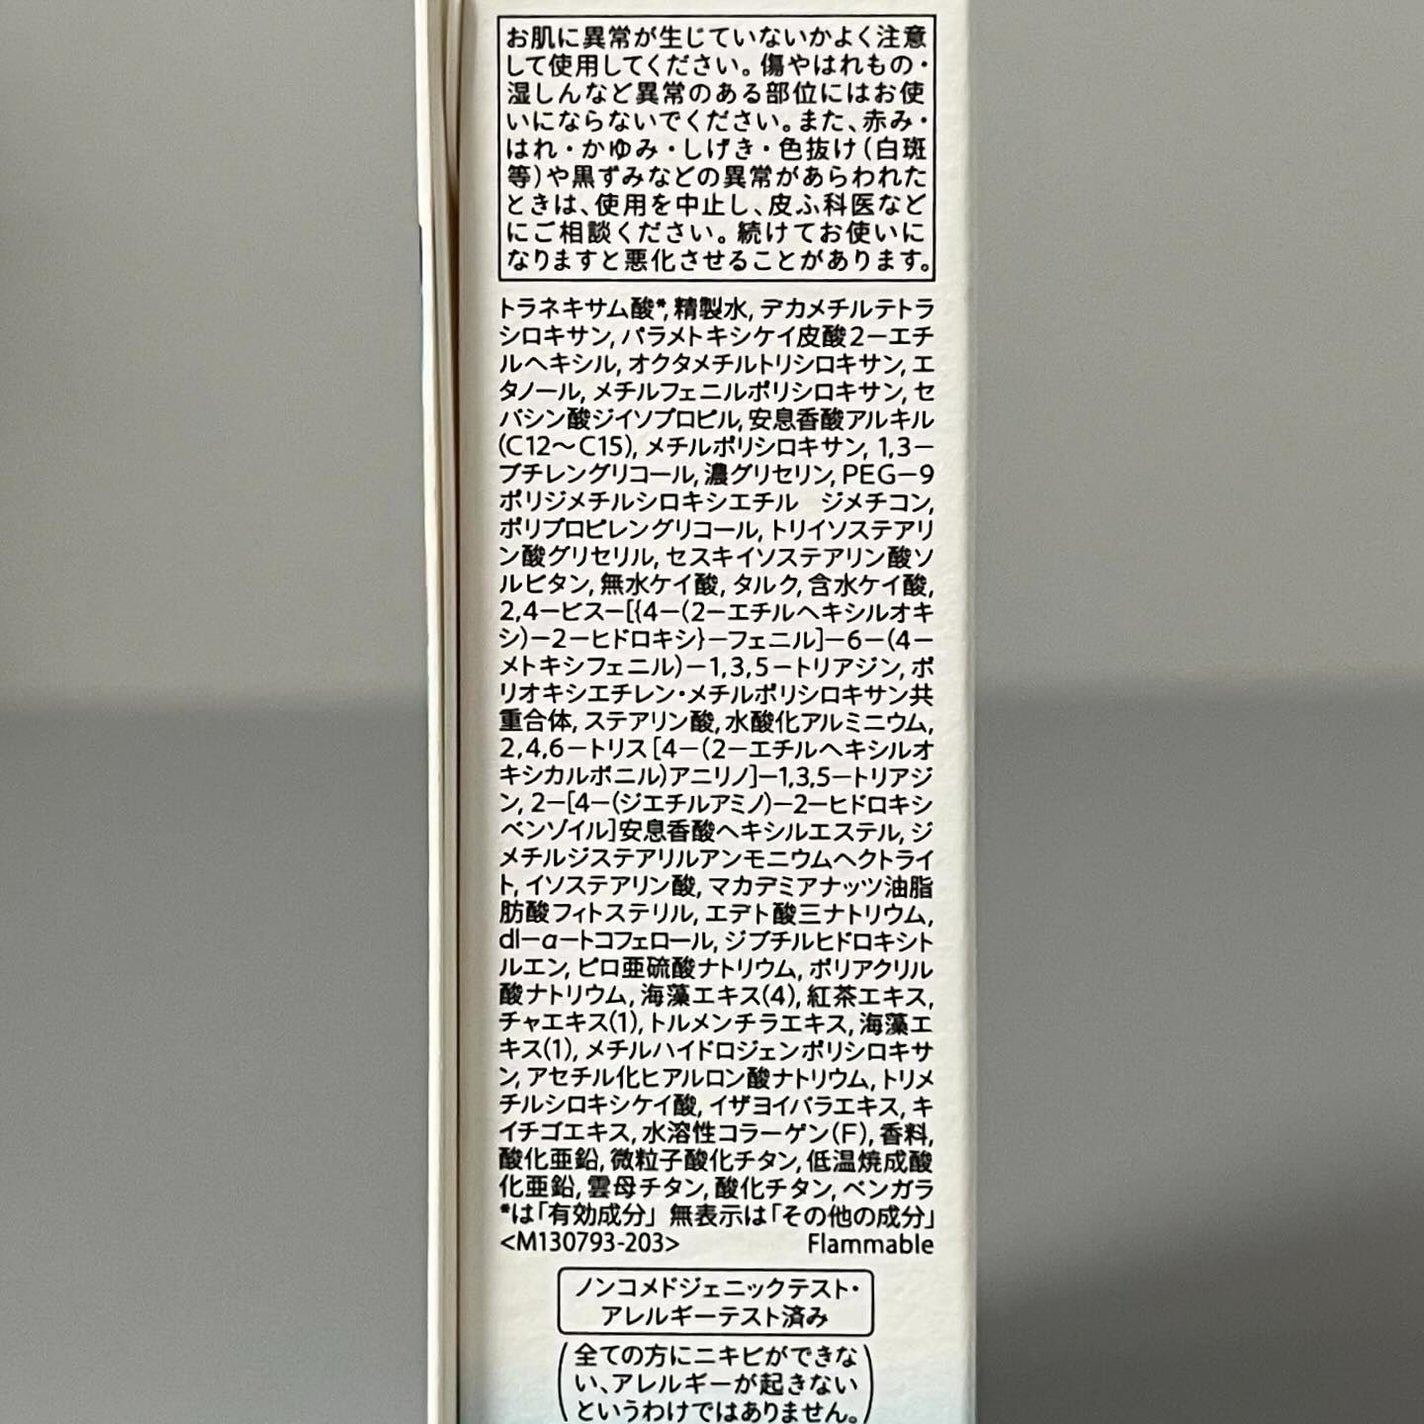 お肌に異常が生じていないかよく注意
して使用してください。傷やはれもの・
湿しんなど異常のある部位にはお使
いにならないでください。また、赤み・
はれ・かゆみ・しげき・色抜け(白斑
等)や黒ずみなどの異常があらわれた
ときは、使用を中止し、皮ふ科医など
にご相談ください。続けてお使いに
なりますと悪化させることがあります。
トラネキサム酸*, 精製水, デカメチルテトラ
シロキサン, パラメトキシケイ皮酸2ーエチ
ルヘキシル, オクタメチルトリシロキサン, エ
タノール, メチルフェニルポリシロキサン, セ
バシン酸ジイソプロピル, 安息香酸アルキル
(C12〜C15), メチルポリシロキサン, 1,3ー
ブチレングリコール, 濃グリセリン, PEGー9
ポリジメチルシロキシエチル ジメチコン,
ポリプロピレングリコール, トリイソステアリ
ン酸グリセリル, セスキイソステアリン酸ソ
ルビタン, 無水ケイ酸, タルク, 含水ケイ酸,
2,4ービスー[{4ー(2ーエチルヘキシルオキ
シ)ー2ーヒドロキシ}ーフェニル]ー6ー(4ー
メトキシフェニル)ー1,3,5ートリアジン, ポ
リオキシエチレン・メチルポリシロキサン共
重合体, ステアリン酸, 水酸化アルミニウム,
2,4,6ートリス[4ー(2ーエチルヘキシルオ
キシカルボニル)アニリノ]ー1,3,5ートリアジ
ン, 2ー[4ー(ジエチルアミノ)ー2ーヒドロキシ
ベンゾイル]安息香酸ヘキシルエステル, ジ
メチルジステアリルアンモニウムヘクトライ
ト, イソステアリン酸, マカデミアナッツ油脂
肪酸フィトステリル, エデト酸三ナトリウム,
dlーαートコフェロール, ジブチルヒドロキシト
ルエン, ピロ亜硫酸ナトリウム, ポリアクリル
酸ナトリウム, 海藻エキス(4), 紅茶エキス,
チャエキス(1), トルメンチラエキス, 海藻エ
キス(1), メチルハイドロジェンポリシロキサ
ン, アセチル化ヒアルロン酸ナトリウム, トリメ
チルシロキシケイ酸, イザヨイバラエキス, キ
イチゴエキス, 水溶性コラーゲン(F), 香料,
酸化亜鉛, 微粒子酸化チタン, 低温焼成酸
化亜鉛, 雲母チタン, 酸化チタン, ベンガラ
*は「有効成分」 無表示は「その他の成分」
<M130793-203> Flammable
ノンコメドジェニックテスト・
アレルギーテスト済み
(全ての方にニキビができな
い、アレルギーが起きない
というわけではありません。)